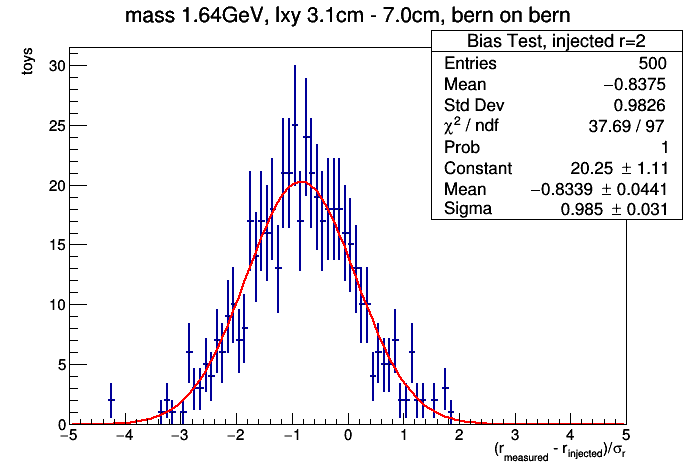 mass 1.64GeV, lxy 3.1cm - 7.0cm, bern on bern
toys
Bias Test, injected r=2
Entries 500
Mean −0.8375
Std Dev 0.9826
χ² / ndf 37.69 / 97
Prob 1
Constant 20.25 ± 1.11
Mean −0.8339 ± 0.0441
Sigma 0.985 ± 0.031
30
25
20
15
10
5
0
−5 −4 −3 −2 −1 0 1 2 3 4 5
(r_measured - r_injected)/σ_r